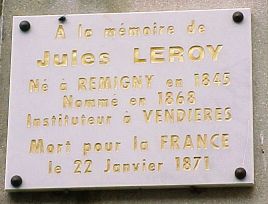 A la mémoire de
Jules LEROY
Né à REMIGNY en 1845
Nommé en 1868
Instituteur à VENDIERES
Mort pour la FRANCE
le 22 Janvier 1871